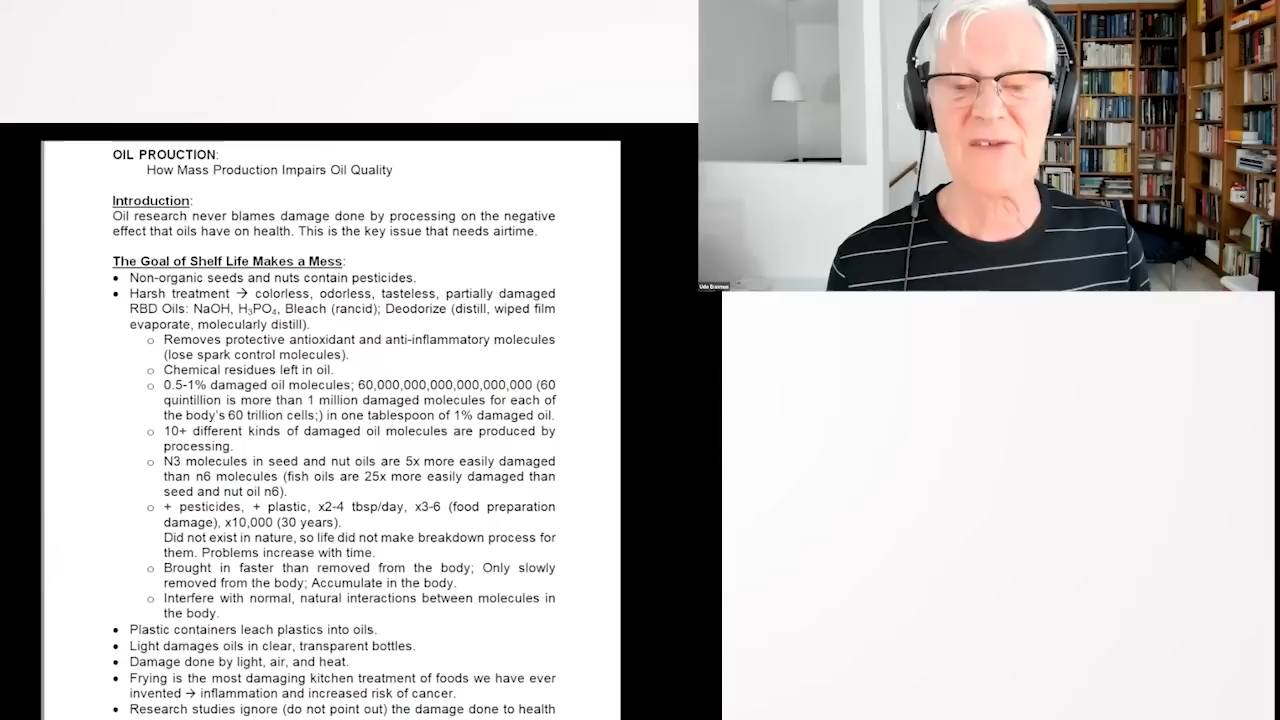 OIL PROUCTION:
How Mass Production Impairs Oil Quality
Introduction:
Oil research never blames damage done by processing on the negative
effect that oils have on health. This is the key issue that needs airtime.
The Goal of Shelf Life Makes a Mess:
• Non-organic seeds and nuts contain pesticides.
• Harsh treatment → colorless, odorless, tasteless, partially damaged
RBD Oils: NaOH, H₃PO₄, Bleach (rancid); Deodorize (distill, wiped film
evaporate, molecularly distill).
o Removes protective antioxidant and anti-inflammatory molecules
(lose spark control molecules).
o Chemical residues left in oil.
o 0.5-1% damaged oil molecules; 60,000,000,000,000,000,000 (60
quintillion is more than 1 million damaged molecules for each of
the body's 60 trillion cells;) in one tablespoon of 1% damaged oil.
o 10+ different kinds of damaged oil molecules are produced by
processing.
o N3 molecules in seed and nut oils are 5x more easily damaged
than n6 molecules (fish oils are 25x more easily damaged than
seed and nut oil n6).
o + pesticides, + plastic, x2-4 tbsp/day, x3-6 (food preparation
damage), x10,000 (30 years).
Did not exist in nature, so life did not make breakdown process for
them. Problems increase with time.
o Brought in faster than removed from the body; Only slowly
removed from the body; Accumulate in the body.
o Interfere with normal, natural interactions between molecules in
the body.
• Plastic containers leach plastics into oils.
• Light damages oils in clear, transparent bottles.
• Damage done by light, air, and heat.
• Frying is the most damaging kitchen treatment of foods we have ever
invented → inflammation and increased risk of cancer.
• Research studies ignore (do not point out) the damage done to health
Udo Erasmus